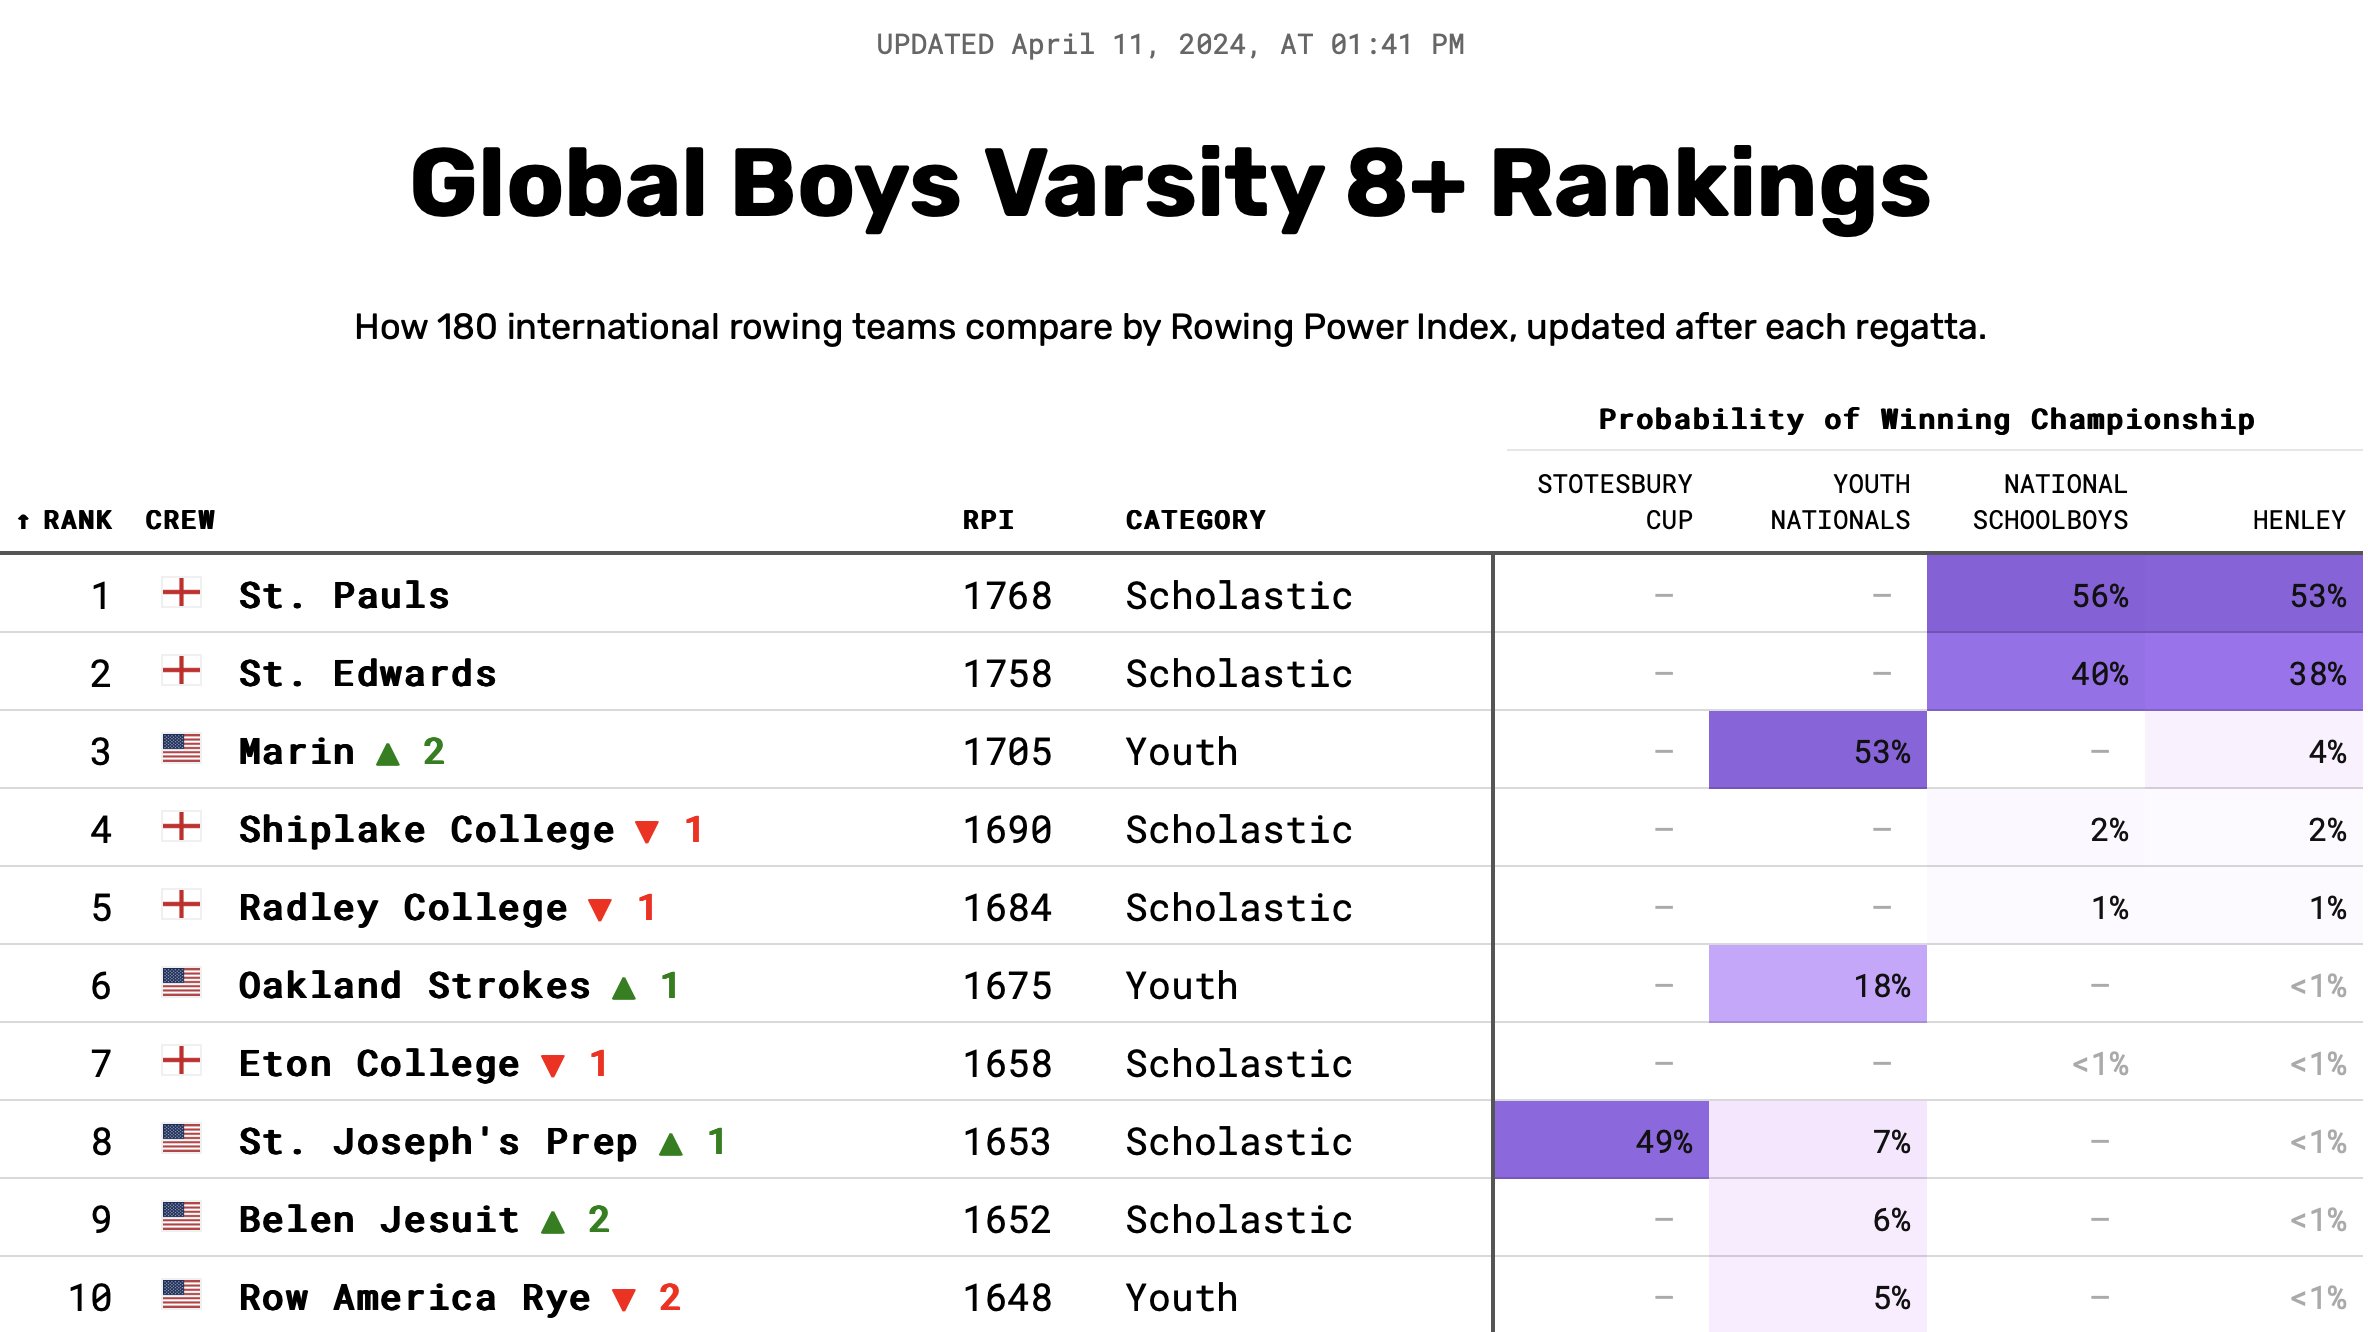 UPDATED April 11, 2024, AT 01:41 PM
Global Boys Varsity 8+ Rankings
How 180 international rowing teams compare by Rowing Power Index, updated after each regatta.
Probability of Winning Championship
↑ RANK CREW RPI CATEGORY STOTESBURY CUP YOUTH NATIONALS NATIONAL SCHOOLBOYS HENLEY
1 St. Pauls 1768 Scholastic — — 56% 53%
2 St. Edwards 1758 Scholastic — — 40% 38%
3 Marin ▲ 2 1705 Youth — 53% — 4%
4 Shiplake College ▼ 1 1690 Scholastic — — 2% 2%
5 Radley College ▼ 1 1684 Scholastic — — 1% 1%
6 Oakland Strokes ▲ 1 1675 Youth — 18% — <1%
7 Eton College ▼ 1 1658 Scholastic — — <1% <1%
8 St. Joseph's Prep ▲ 1 1653 Scholastic 49% 7% — <1%
9 Belen Jesuit ▲ 2 1652 Scholastic — 6% — <1%
10 Row America Rye ▼ 2 1648 Youth — 5% — <1%